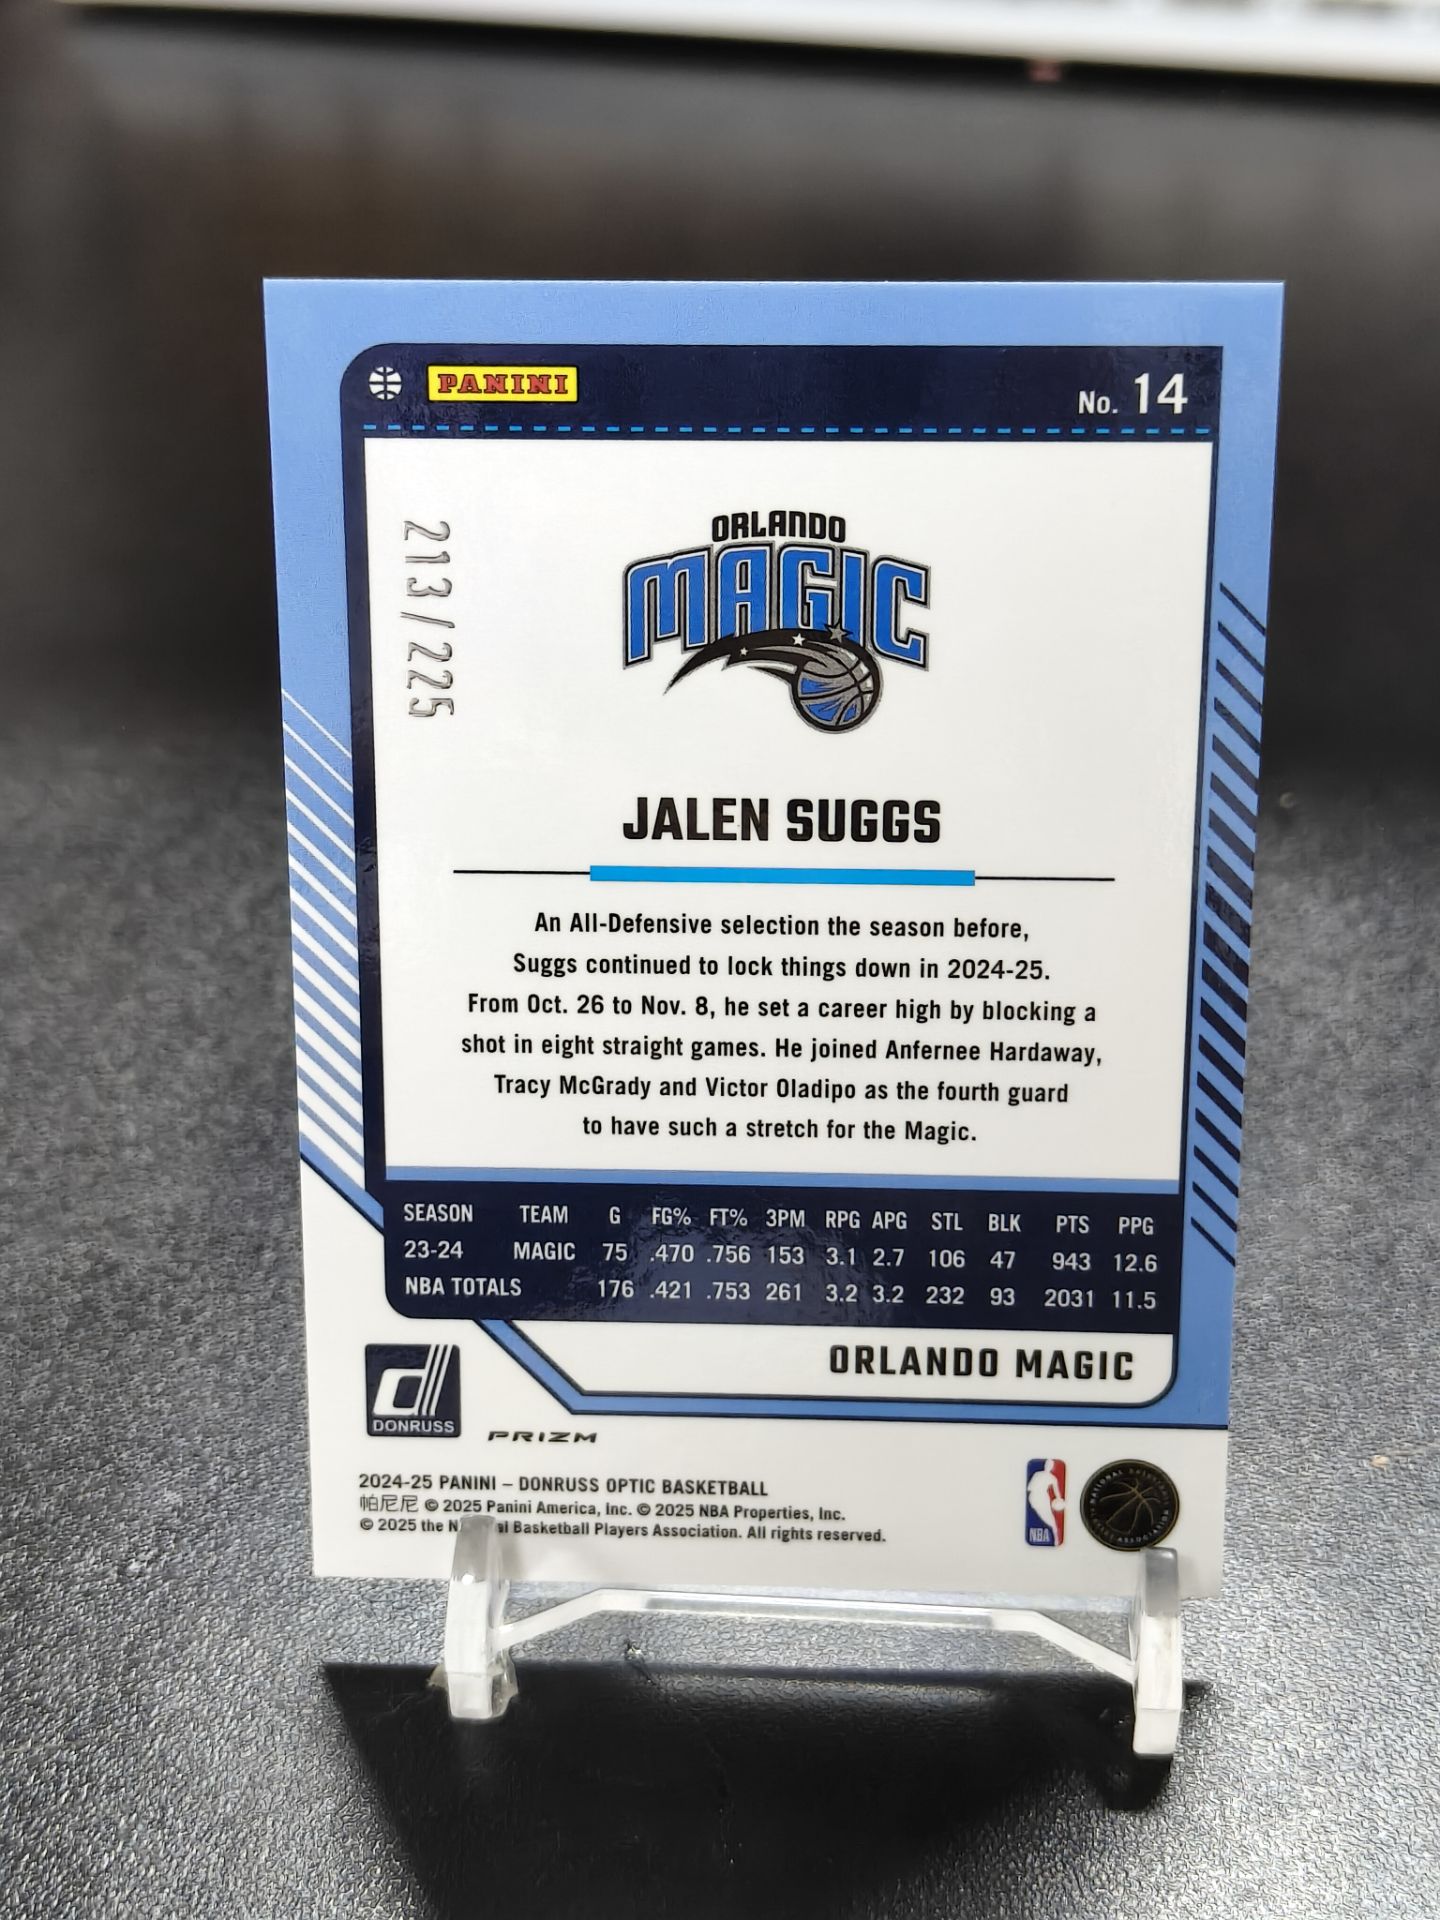 PANINI
No. 14
213/225
ORLANDO
MAGIC
JALEN SUGGS
An All-Defensive selection the season before,
Suggs continued to lock things down in 2024-25.
From Oct. 26 to Nov. 8, he set a career high by blocking a
shot in eight straight games. He joined Anfernee Hardaway,
Tracy McGrady and Victor Oladipo as the fourth guard
to have such a stretch for the Magic.
SEASON TEAM G FG% FT% 3PM RPG APG STL BLK PTS PPG
23-24 MAGIC 75 .470 .756 153 3.1 2.7 106 47 943 12.6
NBA TOTALS 176 .421 .753 261 3.2 3.2 232 93 2031 11.5
ORLANDO MAGIC
DONRUSS
PRIZM
2024-25 PANINI – DONRUSS OPTIC BASKETBALL
帕尼尼 © 2025 Panini America, Inc. © 2025 NBA Properties, Inc.
© 2025 the Basketball Players Association. All rights reserved.
NBA